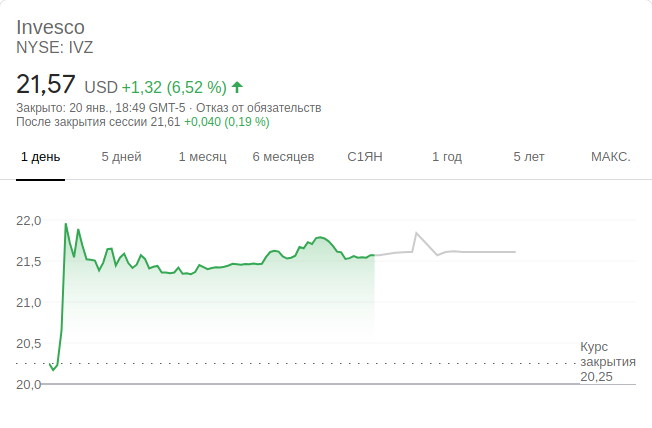 Invesco
NYSE: IVZ
21,57 USD +1,32 (6,52 %)
Закрыто: 20 янв., 18:49 GMT-5 · Отказ от обязательств
После закрытия сессии 21,61 +0,040 (0,19 %)
1 день 5 дней 1 месяц 6 месяцев С1ЯН 1 год 5 лет МАКС.
22,0
21,5
21,0
20,5
Курс
закрытия
20,25
20,0